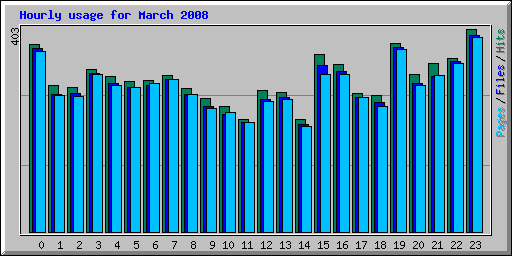 Hourly usage for March 2008
403
Pages / Files / Hits
0 1 2 3 4 5 6 7 8 9 10 11 12 13 14 15 16 17 18 19 20 21 22 23